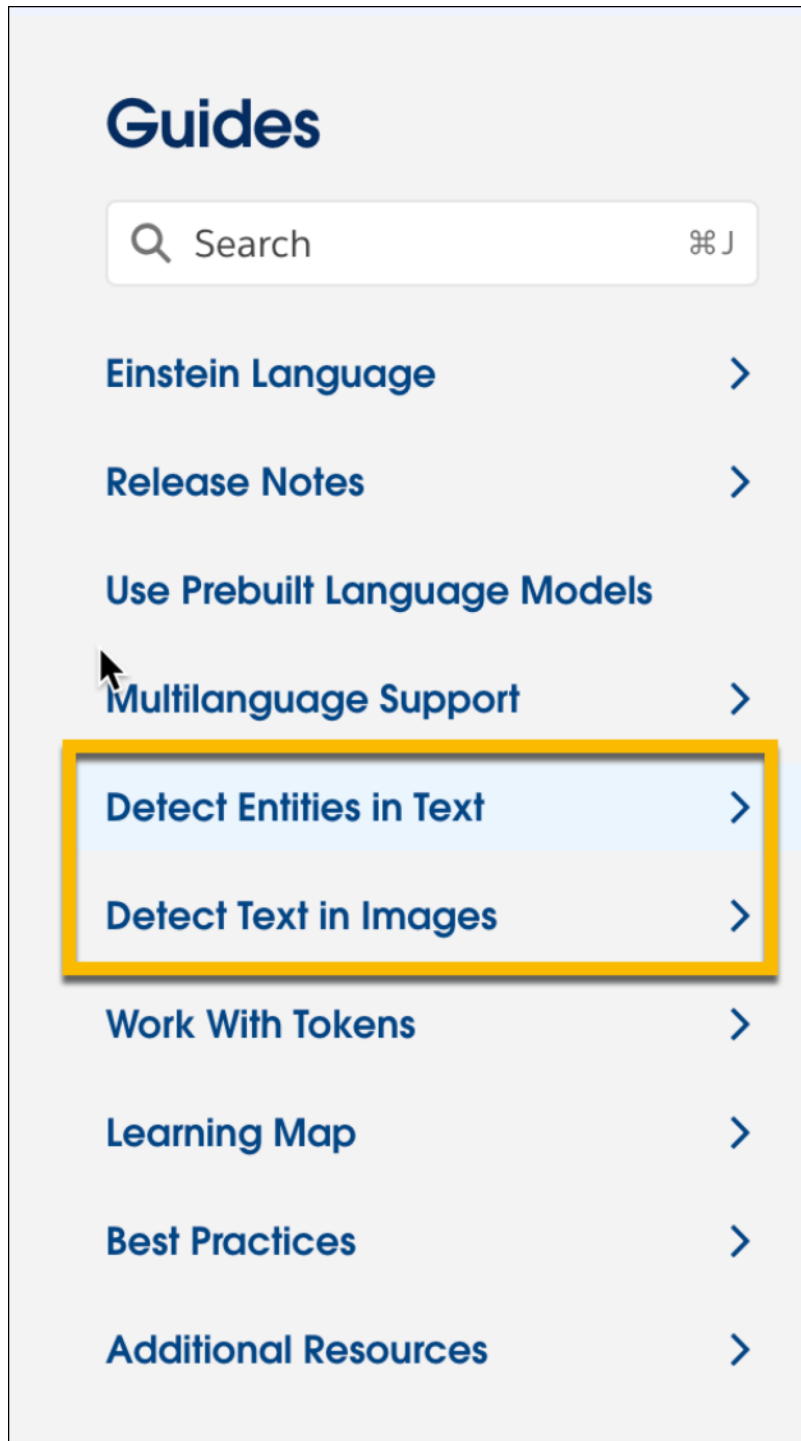 Guides
Search ⌘J
Einstein Language
Release Notes
Use Prebuilt Language Models
Multilanguage Support
Detect Entities in Text
Detect Text in Images
Work With Tokens
Learning Map
Best Practices
Additional Resources